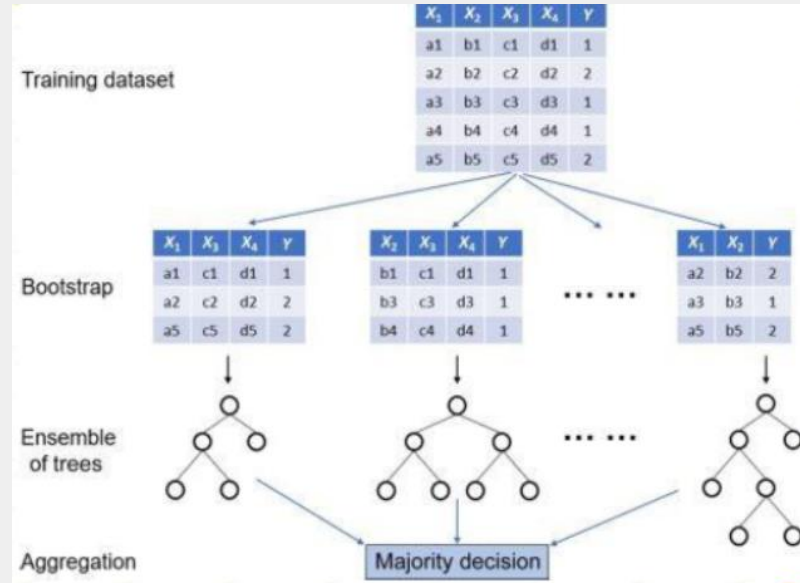 X₁ X₂ X₃ X₄ Y
a1 b1 c1 d1 1
Training dataset
a2 b2 c2 d2 2
a3 b3 c3 d3 1
a4 b4 c4 d4 1
a5 b5 c5 d5 2
X₁ X₃ X₄ Y
a1 c1 d1 1
a2 c2 d2 2
a5 c5 d5 2
X₂ X₃ X₄ Y
b1 c1 d1 1
b3 c3 d3 1
b4 c4 d4 1
... ...
X₁ X₂ Y
a2 b2 2
a3 b3 1
a5 b5 2
Bootstrap
Ensemble
of trees
... ...
Aggregation
Majority decision